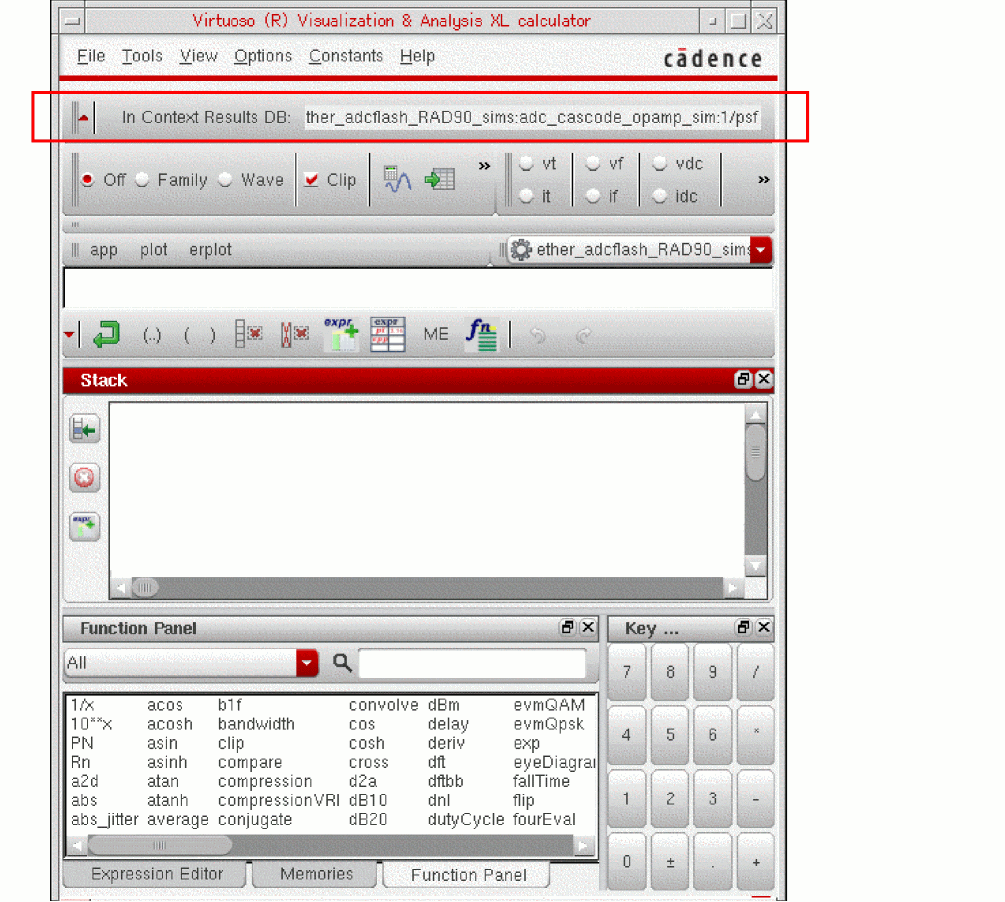 Virtuoso (R) Visualization & Analysis XL calculator
File Tools View Options Constants Help
cādence
In Context Results DB: ther_adcflash_RAD90_sims:adc_cascode_opamp_sim:1/psf
Off Family Wave Clip » vt vf vdc »
it if idc
app plot erplot ether_adcflash_RAD90_sims
(..) ( ) expr expr ME fn
Stack
expr
Function Panel Key ...
All
7 8 9 /
1/x acos b1f convolve dBm evmQAM
10**x acosh bandwidth cos delay evmQpsk
PN asin clip cosh deriv exp
4 5 6 *
Rn asinh compare cross dft eyeDiagrai
a2d atan compression d2a dftbb fallTime
abs atanh compressionVRI dB10 dnl flip
1 2 3 -
abs_jitter average conjugate dB20 dutyCycle fourEval
0 ± . +
Expression Editor Memories Function Panel